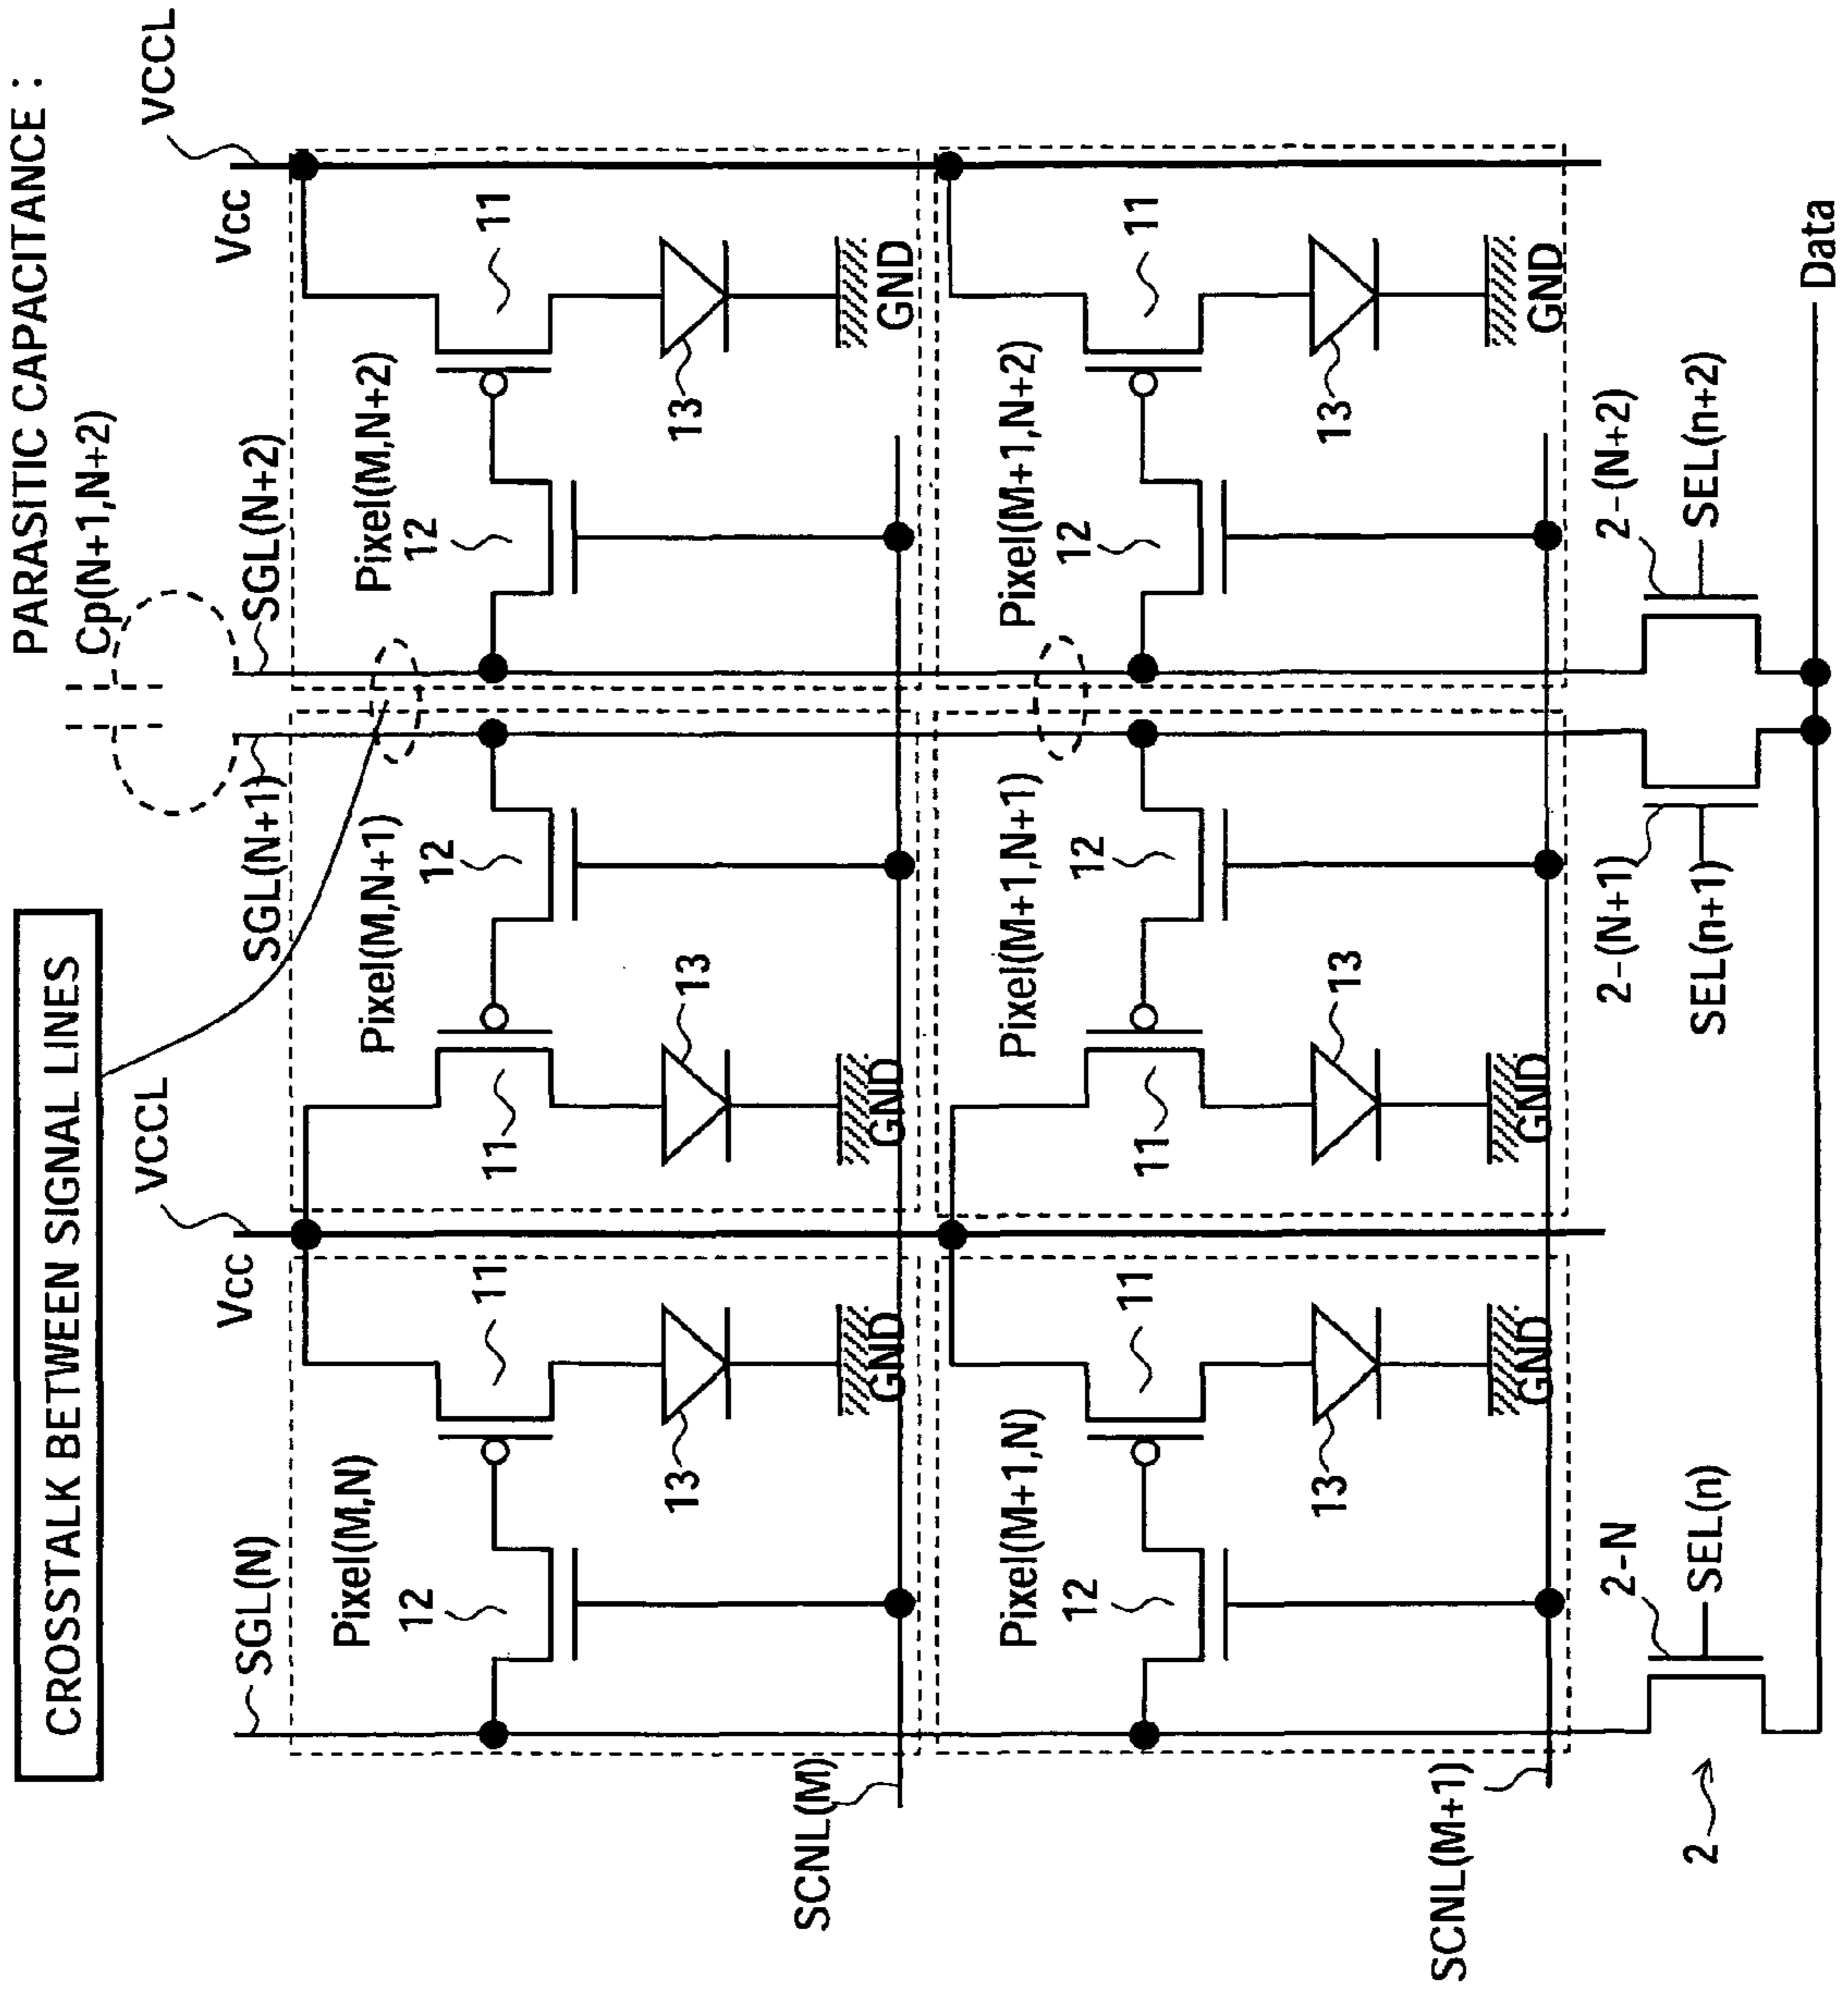 CROSSTALK BETWEEN SIGNAL LINES
PARASITIC CAPACITANCE :
Cp(N+1,N+2)
VCCL
VCCL
SGL(N)
Vcc
SGL(N+1)
SGL(N+2)
Vcc
Pixel(M,N)
Pixel(M,N+1)
Pixel(M,N+2)
12
11
11
12
12
11
13
13
13
GND
GND
GND
SCNL(M)
Pixel(M+1,N)
Pixel(M+1,N+1)
Pixel(M+1,N+2)
12
11
11
12
12
11
13
13
13
GND
GND
GND
SCNL(M+1)
2-N
2-(N+1)
2-(N+2)
2
SEL(n)
SEL(n+1)
SEL(n+2)
Data